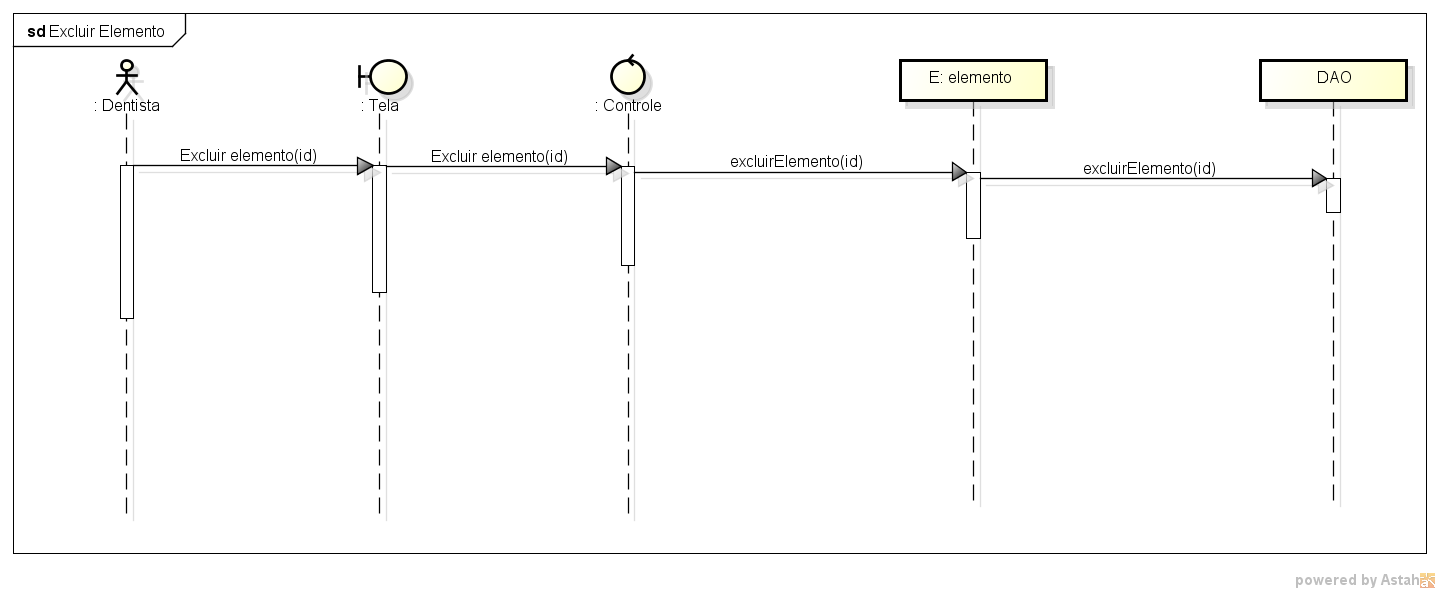 sd Excluir Elemento
: Dentista
: Tela
: Controle
E: elemento
DAO
Excluir elemento(id)
Excluir elemento(id)
excluirElemento(id)
excluirElemento(id)
powered by Astah